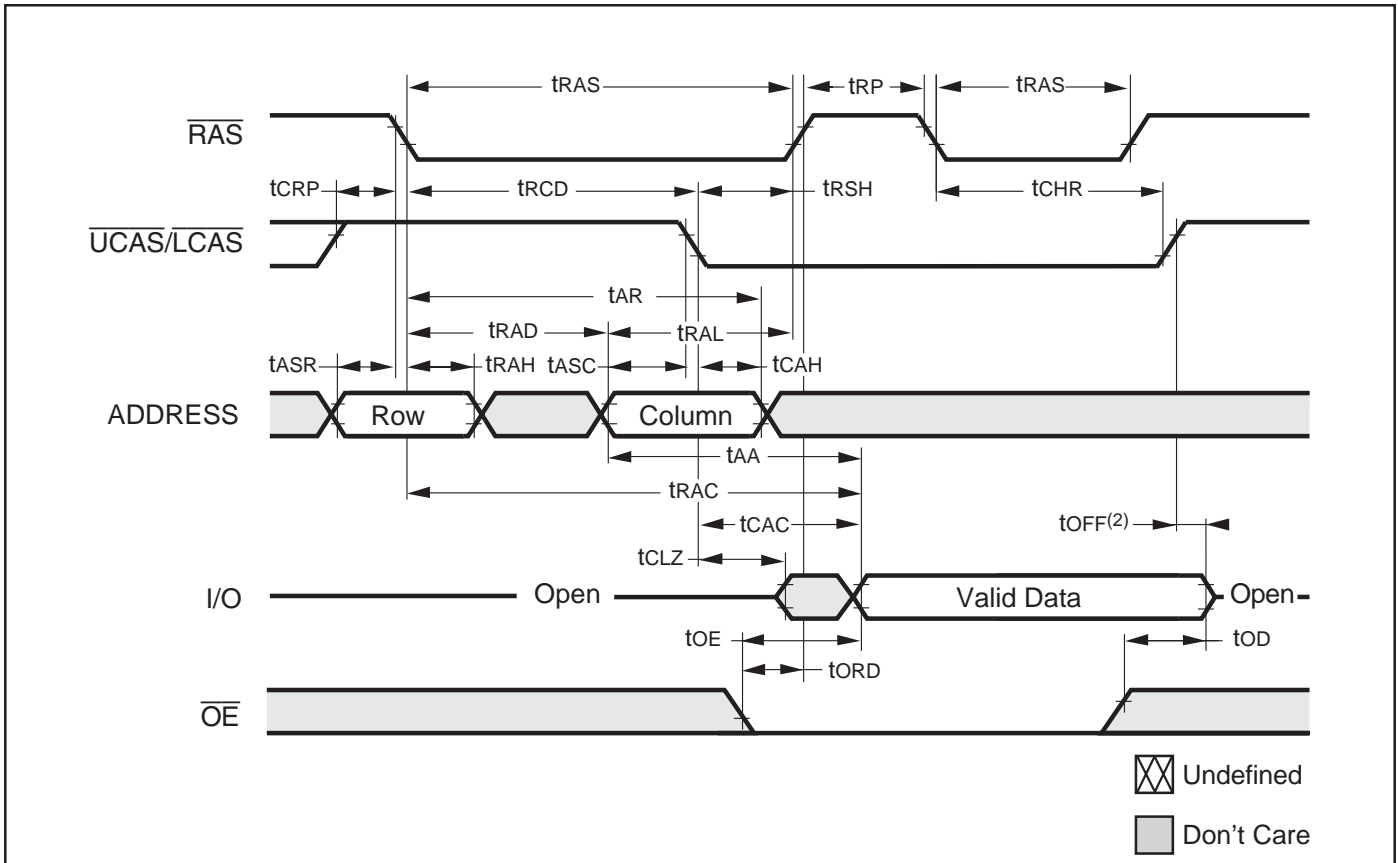 tRAS tRP tRAS
RAS
tCRP tRCD tRSH tCHR
UCAS/LCAS
tAR
tRAD tRAL
tASR tRAH tASC tCAH
ADDRESS Row Column
tAA
tRAC
tCAC tOFF(2)
tCLZ
I/O Open Valid Data Open
tOE tOD
tORD
OE
Undefined
Don't Care